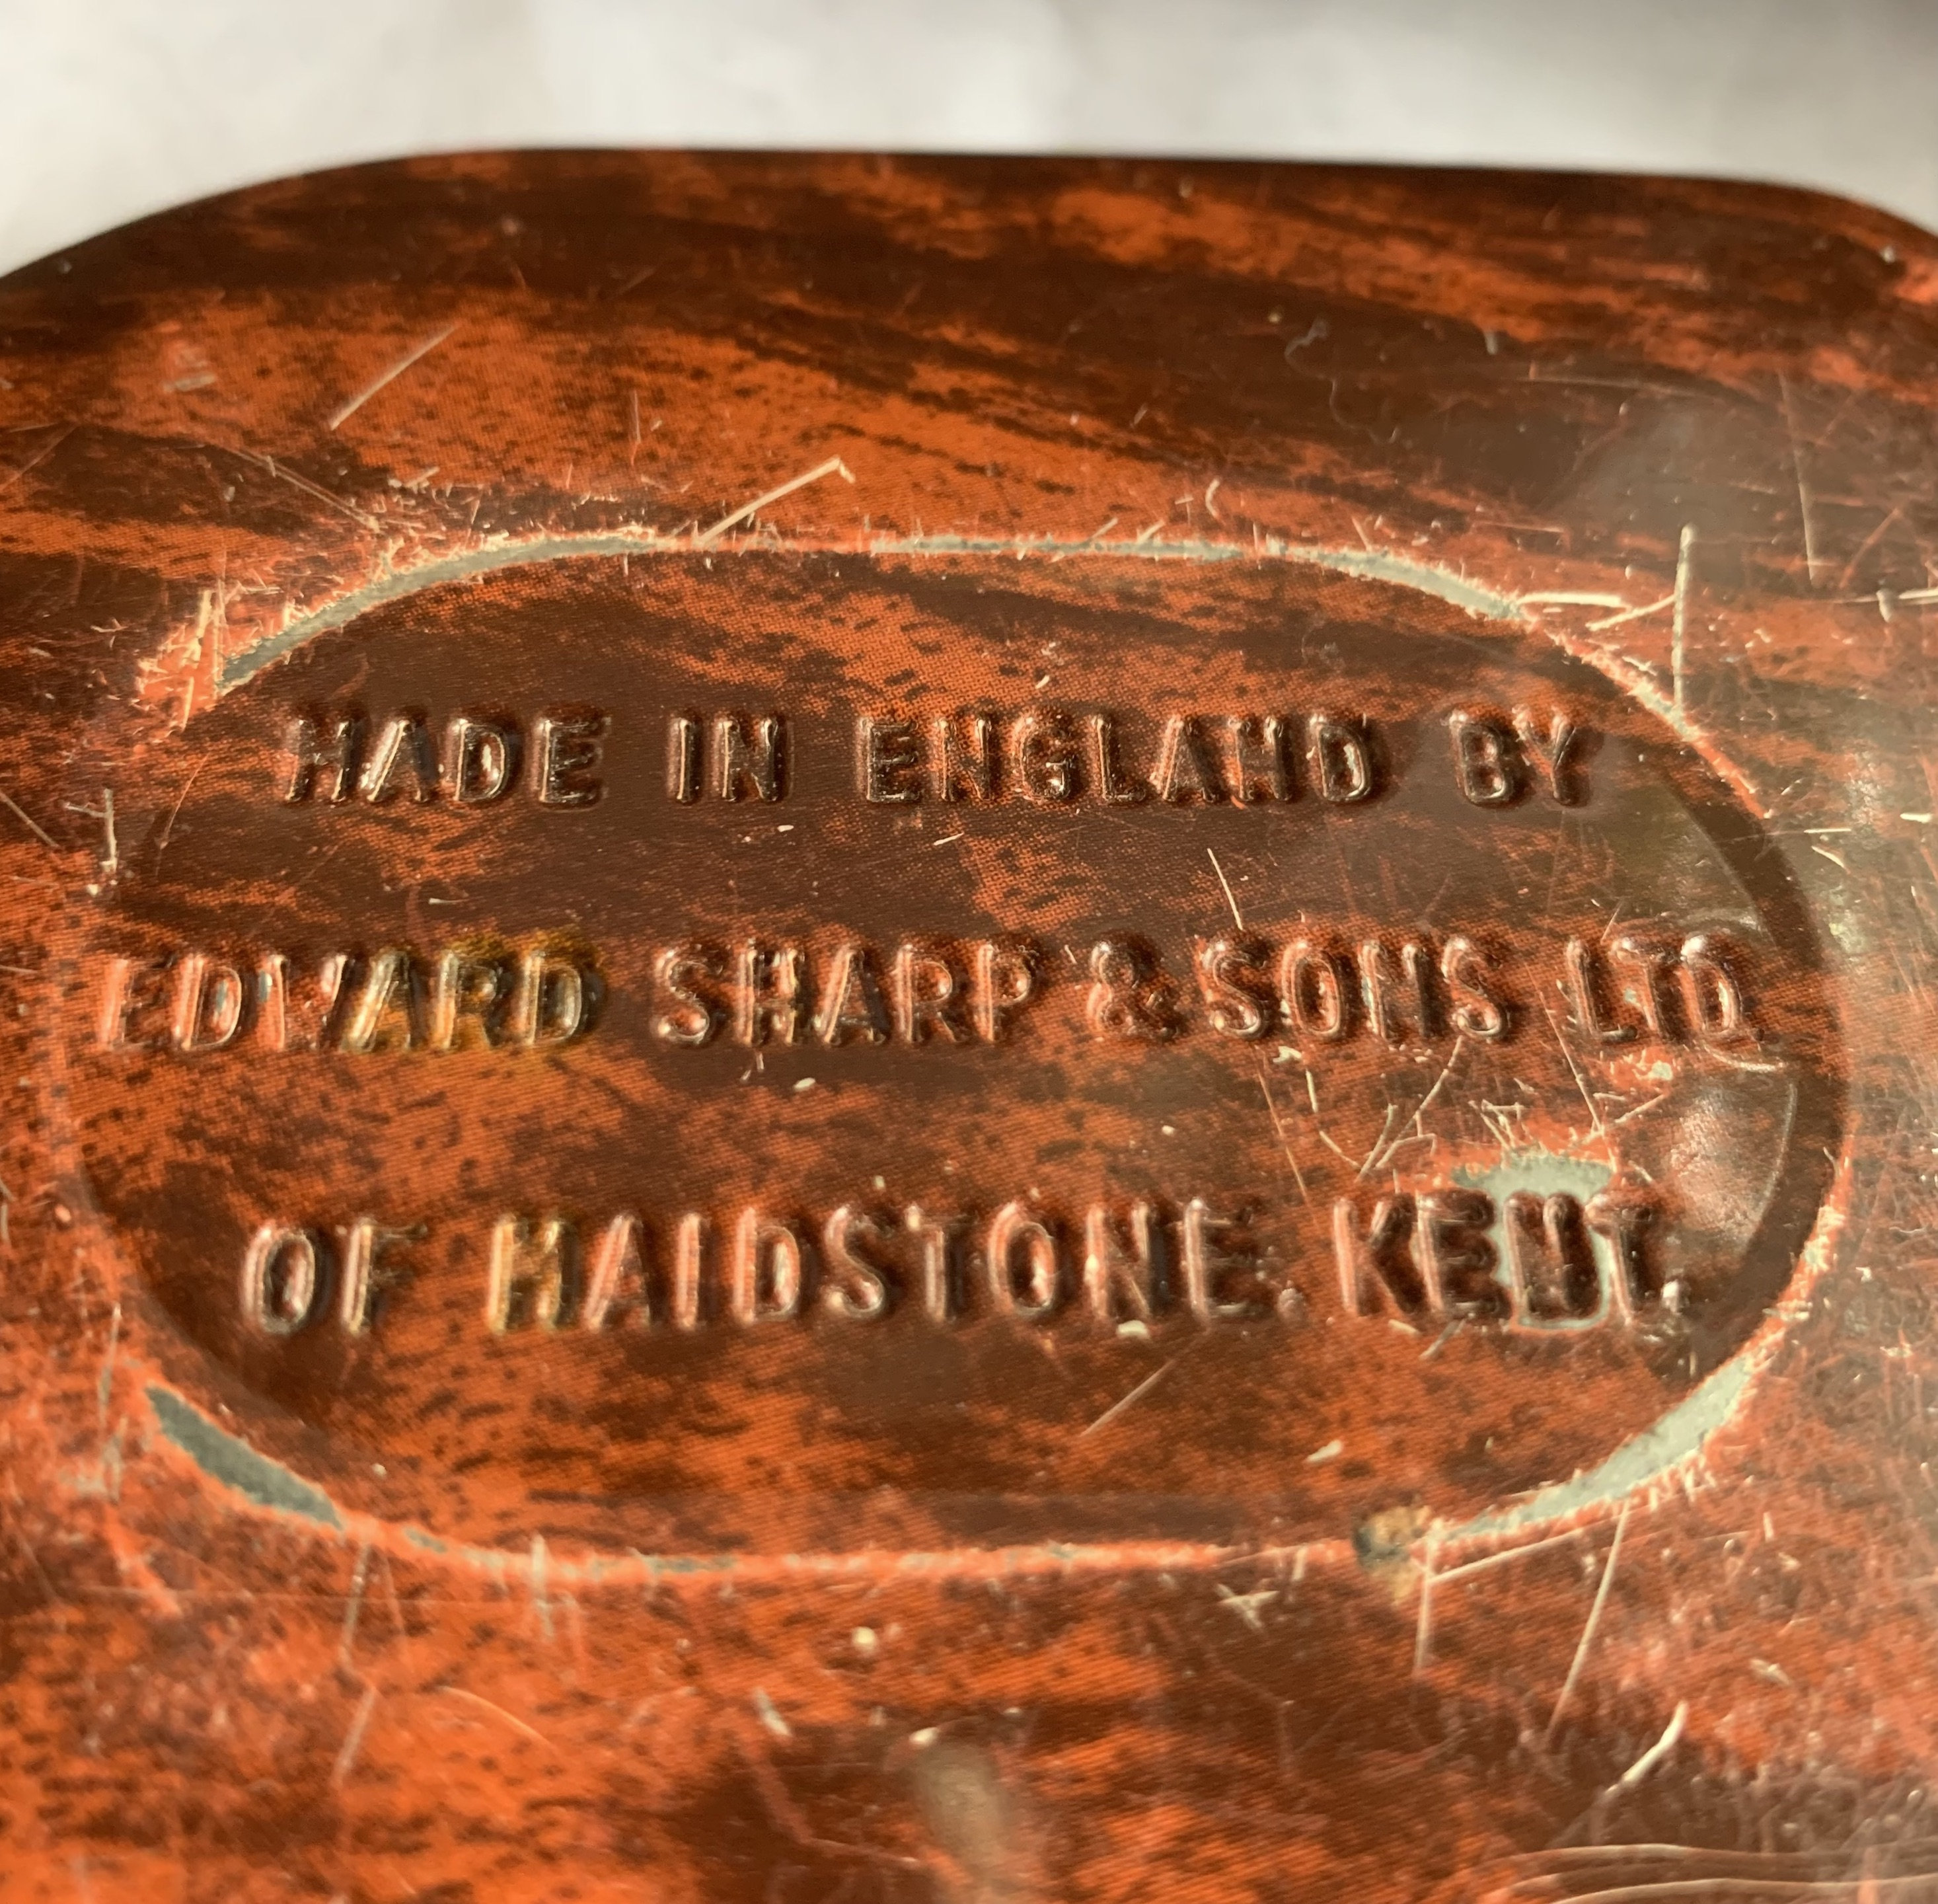 MADE IN ENGLAND BY
EDWARD SHARP & SONS LTD.
OF MAIDSTONE. KENT.